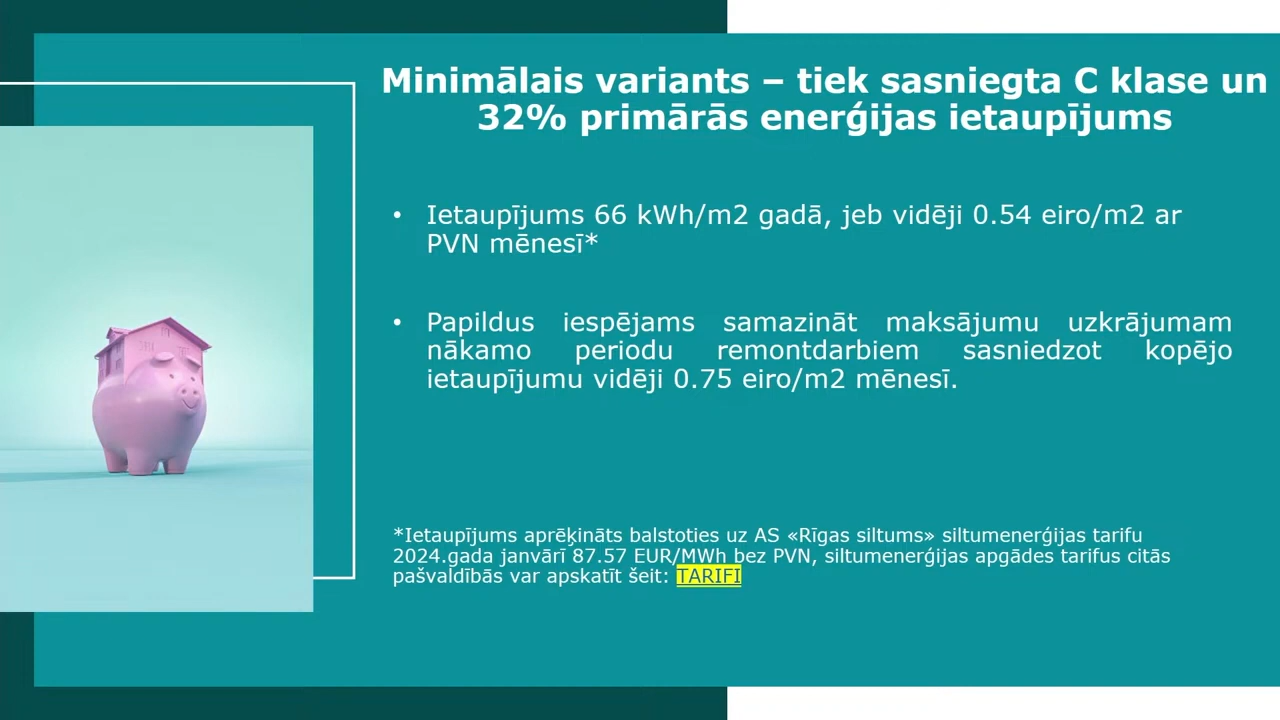 Minimālais variants – tiek sasniegta C klase un
32% primārās enerģijas ietaupījums
• Ietaupījums 66 kWh/m2 gadā, jeb vidēji 0.54 eiro/m2 ar
PVN mēnesī*
• Papildus iespējams samazināt maksājumu uzkrājumam
nākamo periodu remontdarbiem sasniedzot kopējo
ietaupījumu vidēji 0.75 eiro/m2 mēnesī.
*Ietaupījums aprēķināts balstoties uz AS «Rīgas siltums» siltumenerģijas tarifu
2024.gada janvārī 87.57 EUR/MWh bez PVN, siltumenerģijas apgādes tarifus citās
pašvaldībās var apskatīt šeit: TARIFI